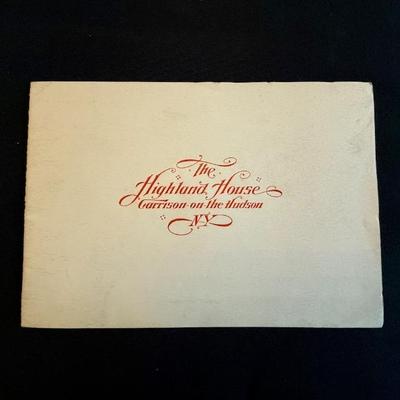 The
Highland House
Garrison-on-the Hudson
N.Y.